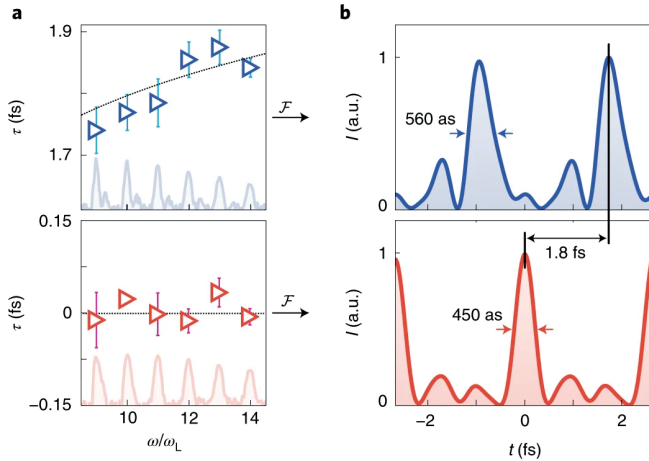 a
1.9
τ (fs)
1.7
ℱ
0.15
τ (fs)
0
−0.15
ℱ
10
12
14
ω/ω_L
b
1
I (a.u.)
0
560 as
1.8 fs
1
I (a.u.)
0
450 as
−2
0
2
t (fs)